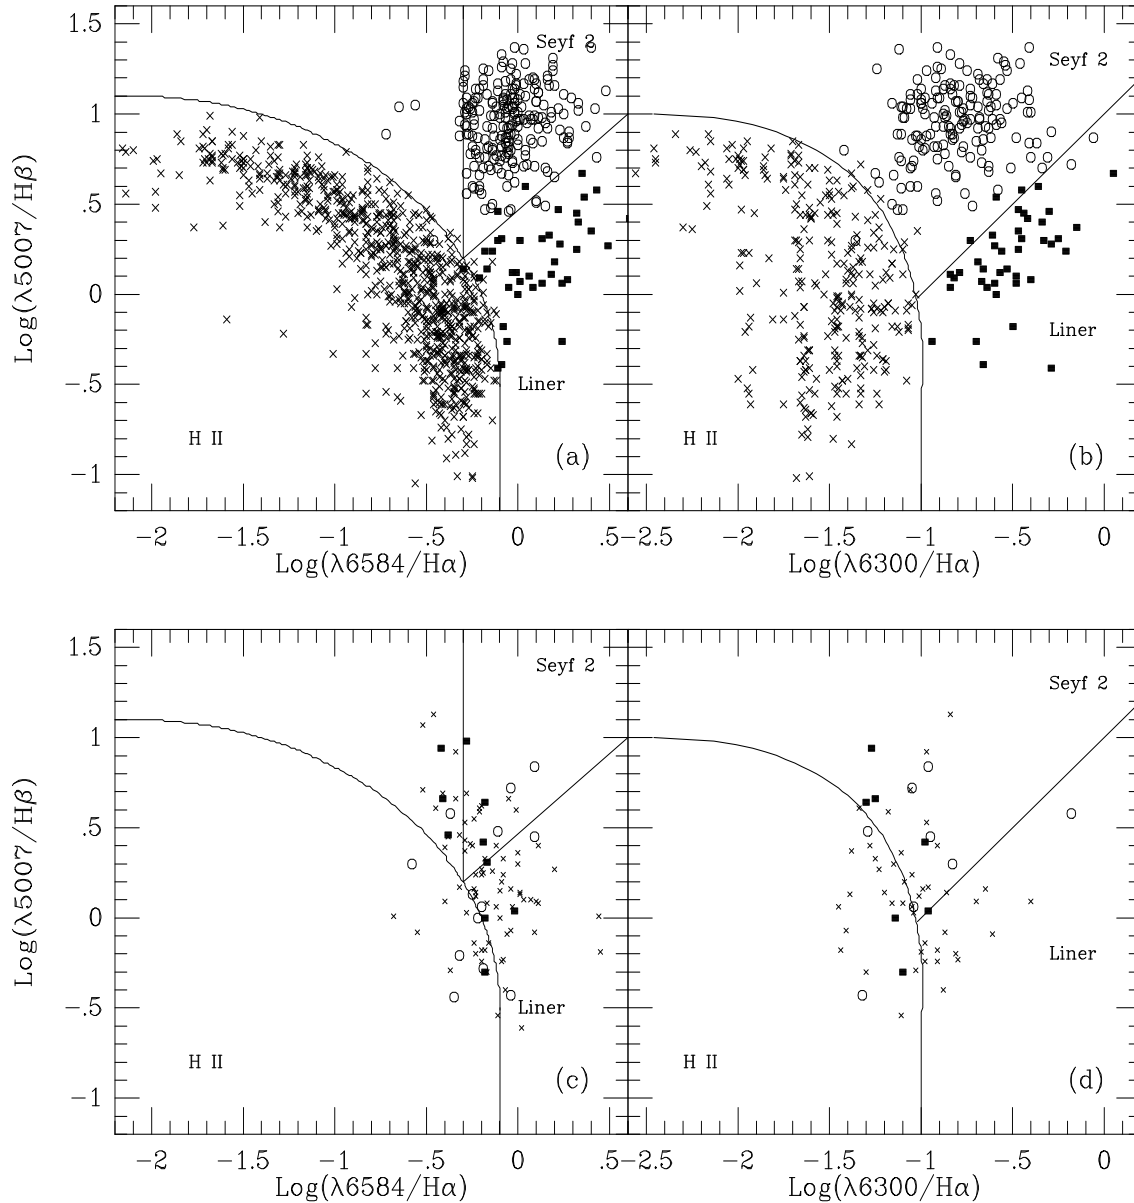 1.5
1
.5
0
−.5
−1
Log(λ5007/Hβ)
Seyf 2
Liner
H II
(a)
Seyf 2
Liner
H II
(b)
−2 −1.5 −1 −.5 0 .5
−2.5 −2 −1.5 −1 −.5 0
Log(λ6584/Hα)
Log(λ6300/Hα)
1.5
1
.5
0
−.5
−1
Log(λ5007/Hβ)
Seyf 2
Liner
H II
(c)
Seyf 2
Liner
H II
(d)
−2 −1.5 −1 −.5 0 .5
−2.5 −2 −1.5 −1 −.5 0
Log(λ6584/Hα)
Log(λ6300/Hα)